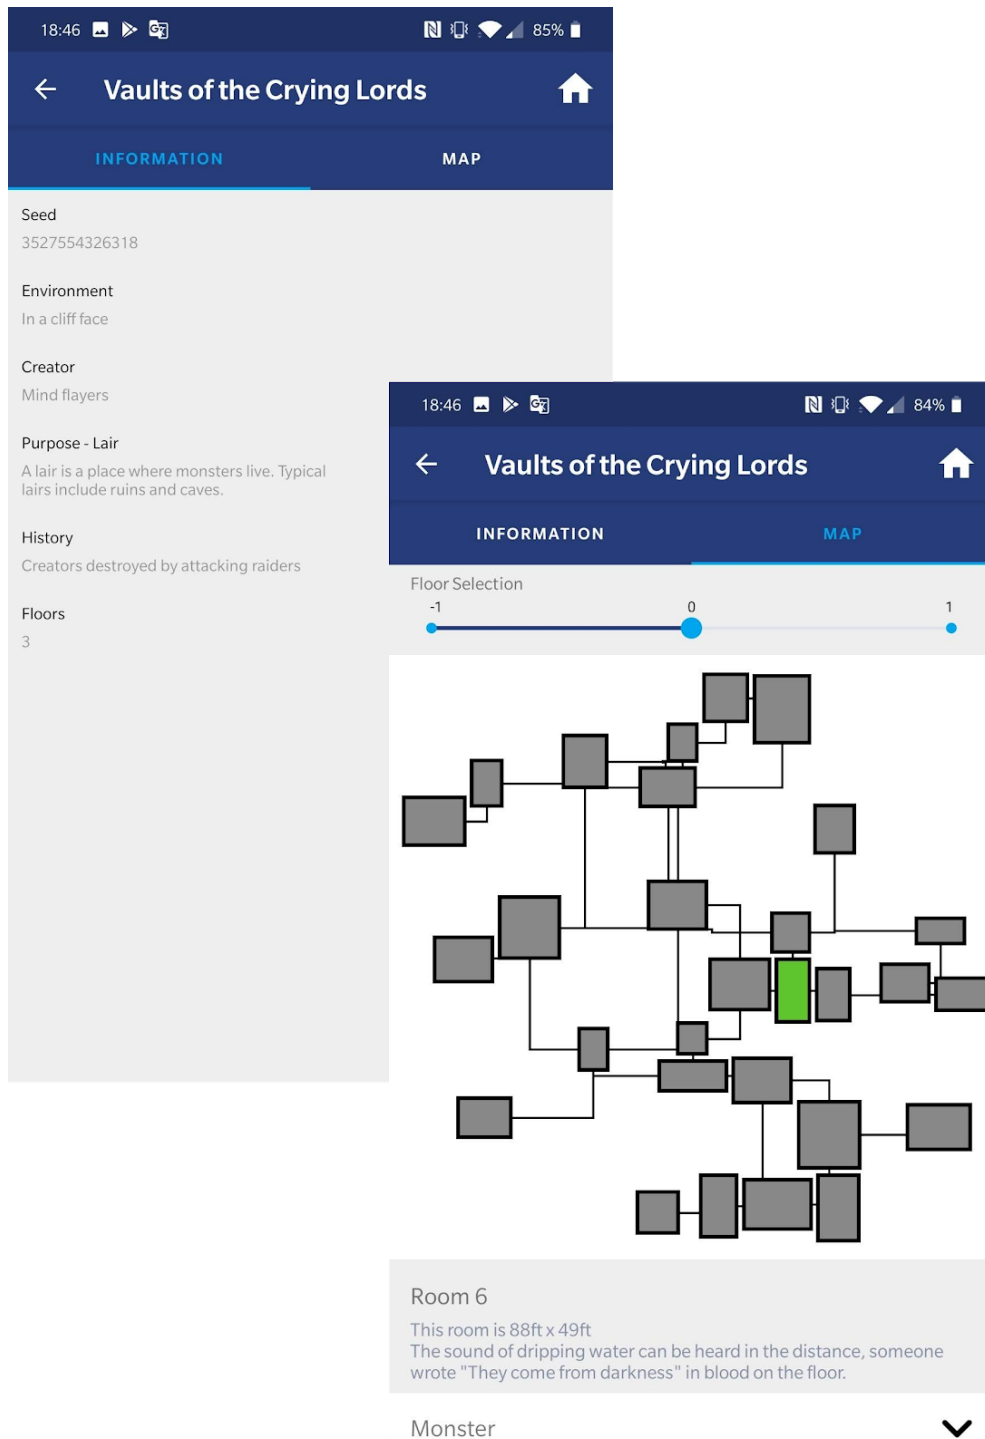 18:46
85%
Vaults of the Crying Lords
INFORMATION
MAP
Seed
3527554326318
Environment
In a cliff face
Creator
Mind flayers
Purpose - Lair
A lair is a place where monsters live. Typical
lairs include ruins and caves.
History
Creators destroyed by attacking raiders
Floors
3
18:46
84%
Vaults of the Crying Lords
INFORMATION
MAP
Floor Selection
-1
0
1
Room 6
This room is 88ft x 49ft
The sound of dripping water can be heard in the distance, someone
wrote "They come from darkness" in blood on the floor.
Monster